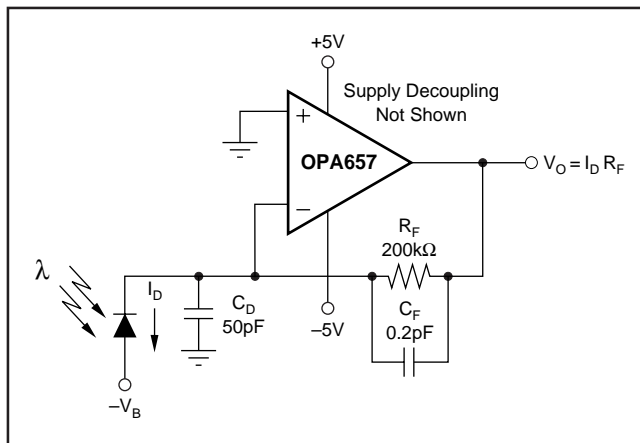 +5V
Supply Decoupling
Not Shown
+
OPA657
V_O = I_D R_F
−
R_F
200kΩ
λ
I_D
C_D
50pF
−5V
C_F
0.2pF
−V_B